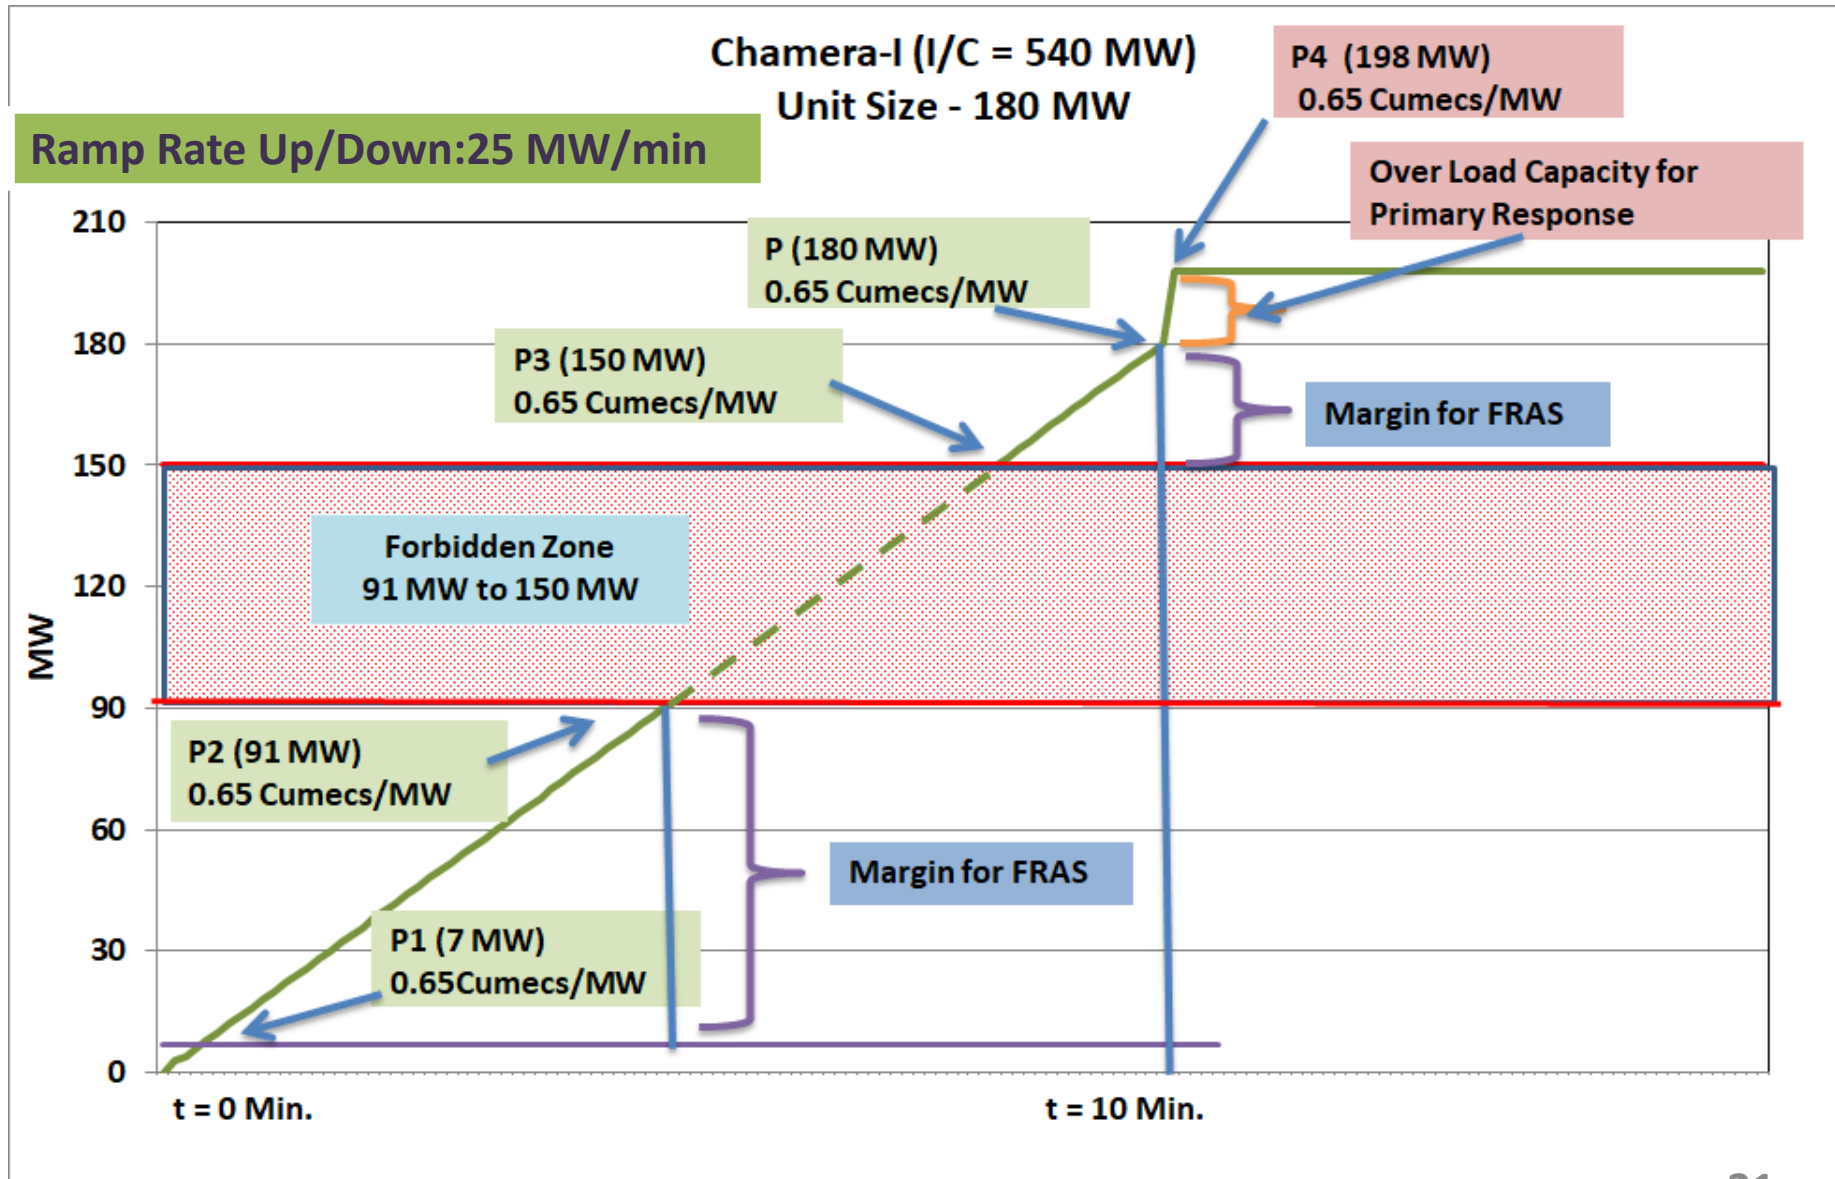 Chamera-I (I/C = 540 MW)
Unit Size - 180 MW
P4 (198 MW)
0.65 Cumecs/MW
Ramp Rate Up/Down:25 MW/min
Over Load Capacity for
Primary Response
P (180 MW)
0.65 Cumecs/MW
P3 (150 MW)
0.65 Cumecs/MW
Margin for FRAS
Forbidden Zone
91 MW to 150 MW
P2 (91 MW)
0.65 Cumecs/MW
Margin for FRAS
P1 (7 MW)
0.65Cumecs/MW
MW
210
180
150
120
90
60
30
0
t = 0 Min.
t = 10 Min.